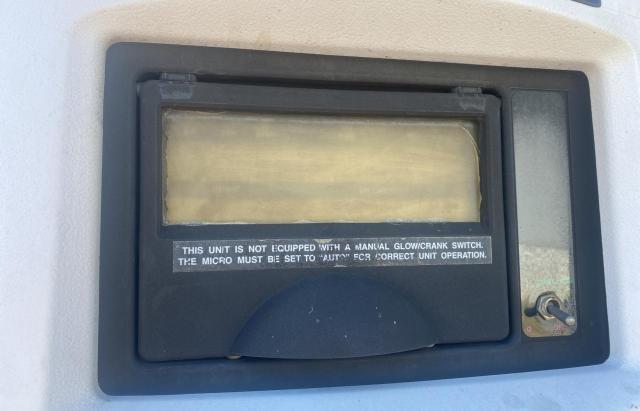 THIS UNIT IS NOT EQUIPPED WITH A MANUAL GLOW/CRANK SWITCH.
THE MICRO MUST BE SET TO "AUTO" FOR CORRECT UNIT OPERATION.